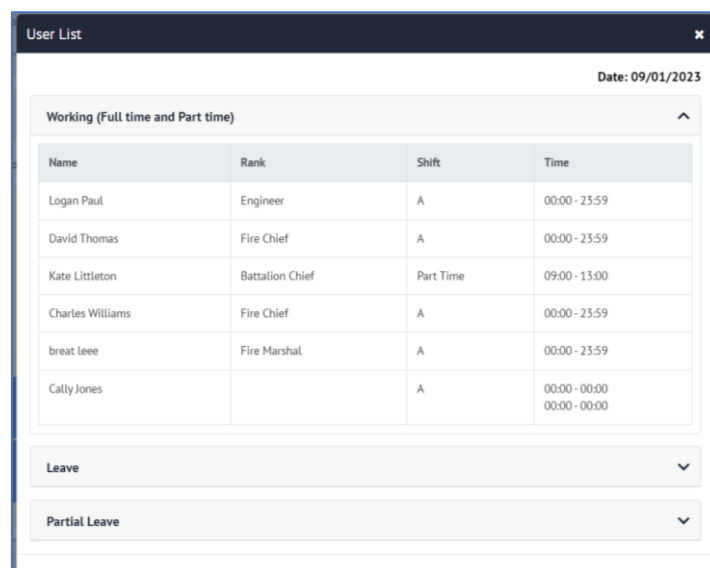 User List
Date: 09/01/2023
Working (Full time and Part time)
Name Rank Shift Time
Logan Paul Engineer A 00:00 - 23:59
David Thomas Fire Chief A 00:00 - 23:59
Kate Littleton Battalion Chief Part Time 09:00 - 13:00
Charles Williams Fire Chief A 00:00 - 23:59
breat leee Fire Marshal A 00:00 - 23:59
Cally Jones A 00:00 - 00:00
00:00 - 00:00
Leave
Partial Leave